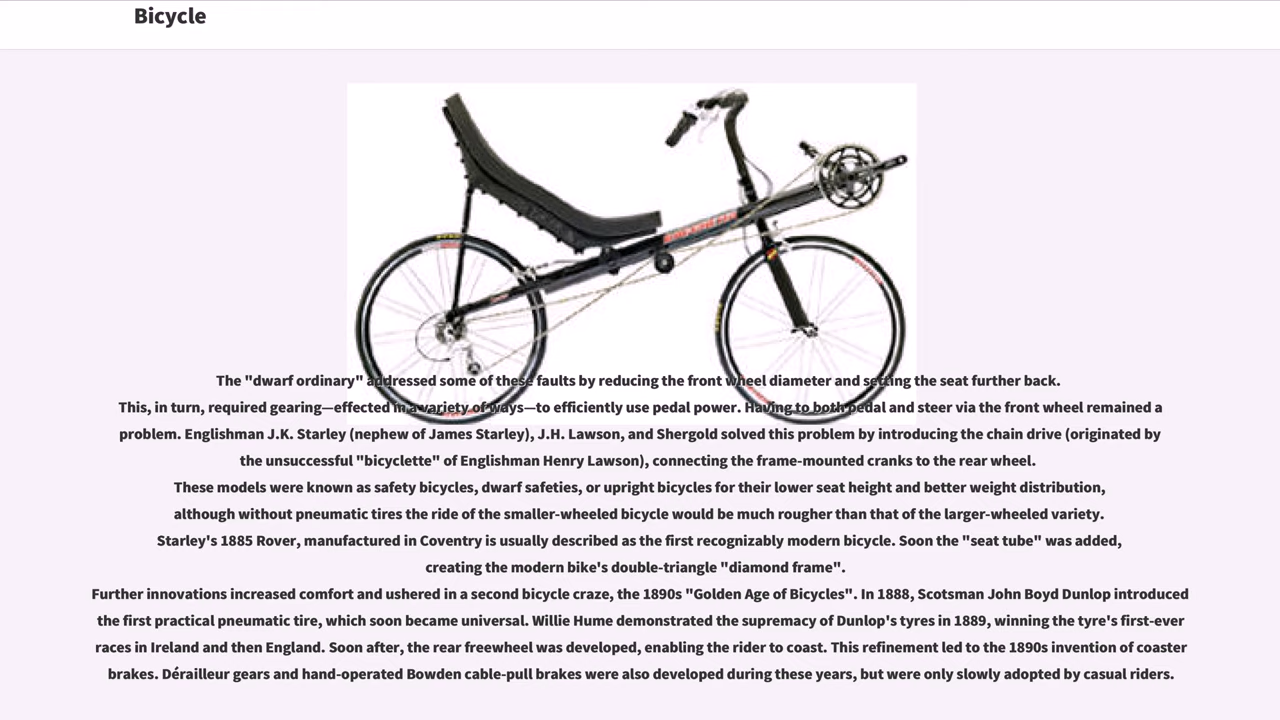 Bicycle
The "dwarf ordinary" addressed some of these faults by reducing the front wheel diameter and setting the seat further back.
This, in turn, required gearing—effected in a variety of ways—to efficiently use pedal power. Having to both pedal and steer via the front wheel remained a
problem. Englishman J.K. Starley (nephew of James Starley), J.H. Lawson, and Shergold solved this problem by introducing the chain drive (originated by
the unsuccessful "bicyclette" of Englishman Henry Lawson), connecting the frame-mounted cranks to the rear wheel.
These models were known as safety bicycles, dwarf safeties, or upright bicycles for their lower seat height and better weight distribution,
although without pneumatic tires the ride of the smaller-wheeled bicycle would be much rougher than that of the larger-wheeled variety.
Starley's 1885 Rover, manufactured in Coventry is usually described as the first recognizably modern bicycle. Soon the "seat tube" was added,
creating the modern bike's double-triangle "diamond frame".
Further innovations increased comfort and ushered in a second bicycle craze, the 1890s "Golden Age of Bicycles". In 1888, Scotsman John Boyd Dunlop introduced
the first practical pneumatic tire, which soon became universal. Willie Hume demonstrated the supremacy of Dunlop's tyres in 1889, winning the tyre's first-ever
races in Ireland and then England. Soon after, the rear freewheel was developed, enabling the rider to coast. This refinement led to the 1890s invention of coaster
brakes. Dérailleur gears and hand-operated Bowden cable-pull brakes were also developed during these years, but were only slowly adopted by casual riders.